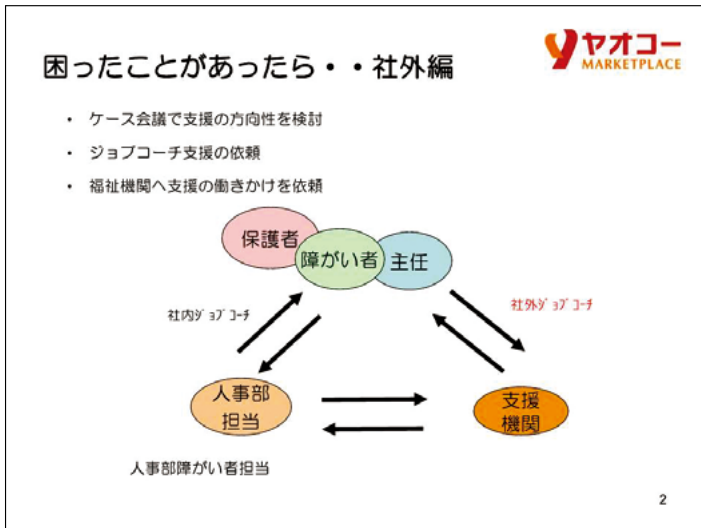 ヤオコー
MARKETPLACE
困ったことがあったら・・社外編
・ ケース会議で支援の方向性を検討
・ ジョブコーチ支援の依頼
・ 福祉機関へ支援の働きかけを依頼
保護者
障がい者
主任
社内ｼﾞｮﾌﾞｺｰﾁ
社外ｼﾞｮﾌﾞｺｰﾁ
人事部
担当
支援
機関
人事部障がい者担当
2